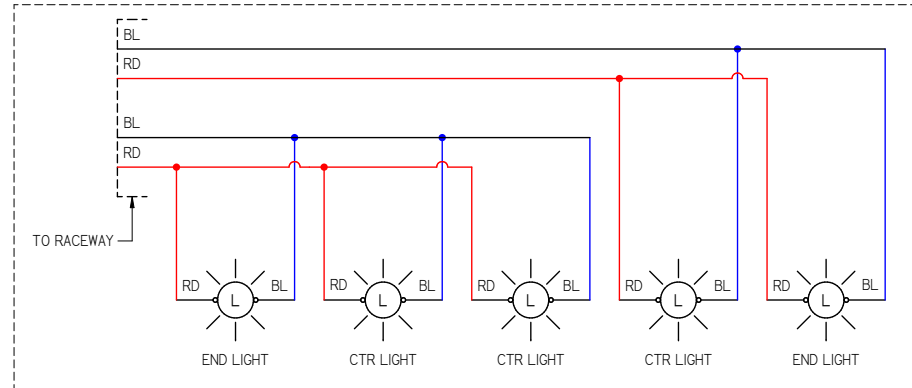 BL
RD
BL
RD
TO RACEWAY
RD L BL RD L BL RD L BL RD L BL RD L BL
END LIGHT CTR LIGHT CTR LIGHT CTR LIGHT END LIGHT